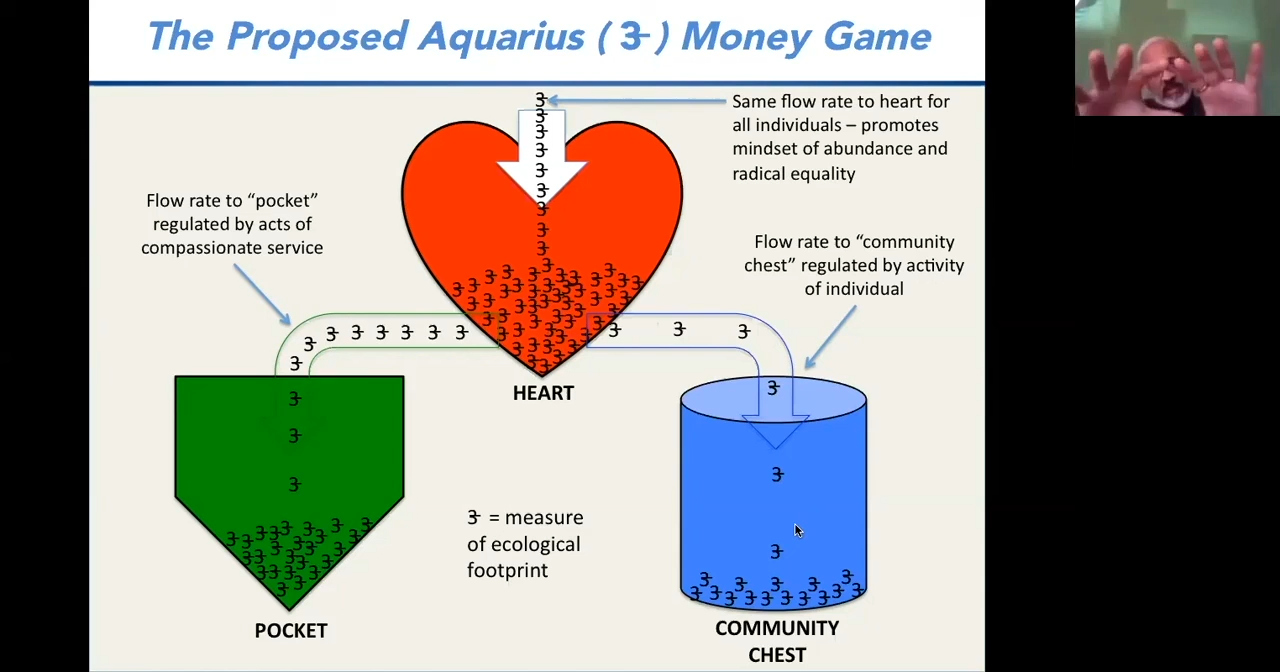 The Proposed Aquarius ( 3 ) Money Game
Same flow rate to heart for
all individuals – promotes
mindset of abundance and
radical equality
Flow rate to “pocket”
regulated by acts of
compassionate service
Flow rate to “community
chest” regulated by activity
of individual
HEART
3 = measure
of ecological
footprint
POCKET
COMMUNITY
CHEST